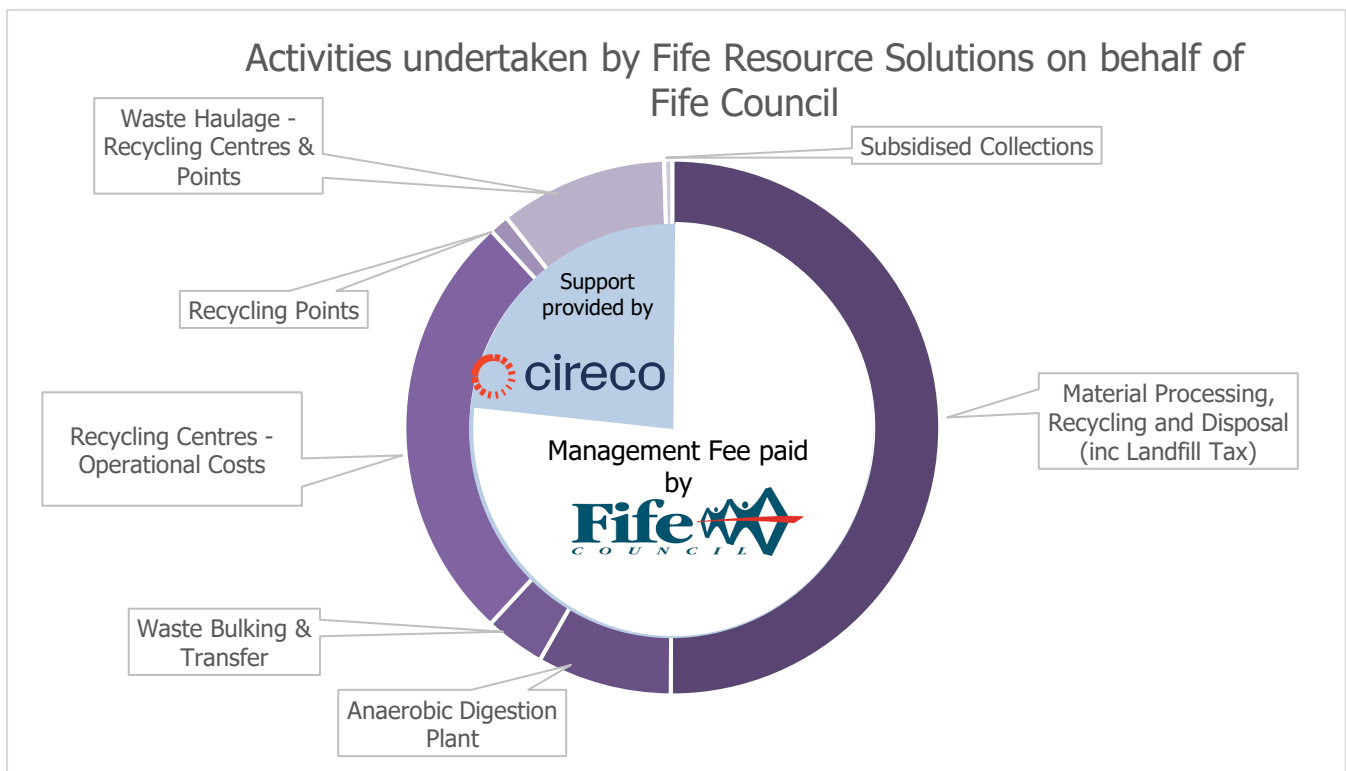 Activities undertaken by Fife Resource Solutions on behalf of
Fife Council
Waste Haulage -
Recycling Centres &
Points
Subsidised Collections
Support
provided by
cireco
Recycling Points
Material Processing,
Recycling and Disposal
(inc Landfill Tax)
Recycling Centres -
Operational Costs
Management Fee paid
by
Fife
COUNCIL
Waste Bulking &
Transfer
Anaerobic Digestion
Plant